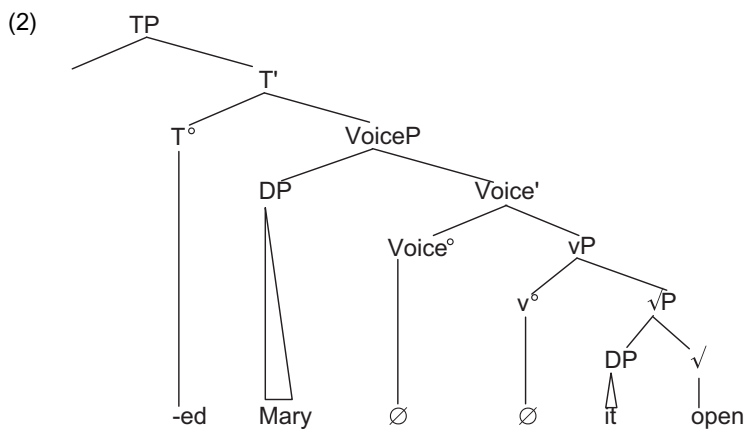 (2) TP
T'
T° VoiceP
DP Voice'
Voice° vP
v° √P
DP √
-ed Mary ∅ ∅ it open